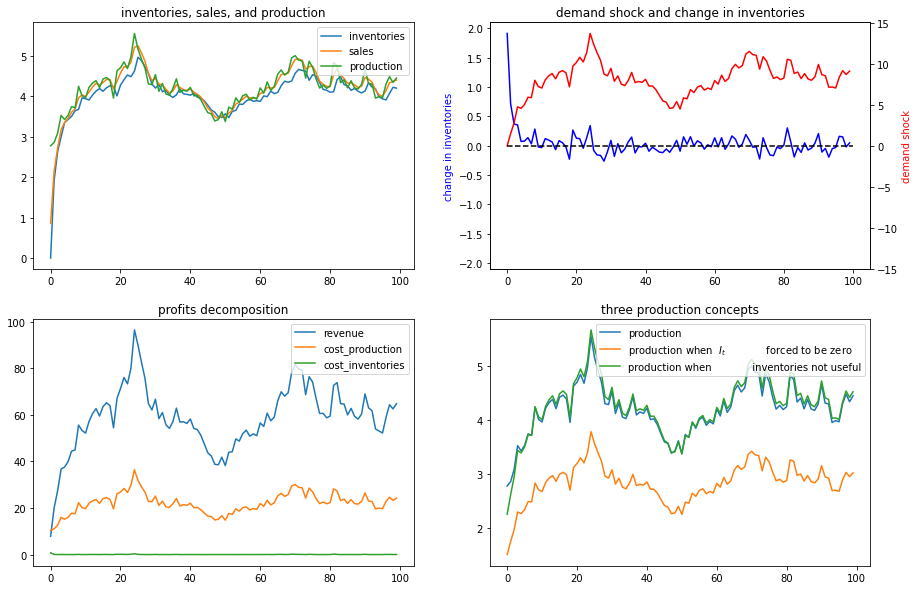 inventories, sales, and production
inventories
sales
production
5
4
3
2
1
0
0 20 40 60 80 100
demand shock and change in inventories
change in inventories
demand shock
2.0
1.5
1.0
0.5
0.0
−0.5
−1.0
−1.5
−2.0
15
10
5
0
−5
−10
−15
0 20 40 60 80 100
profits decomposition
revenue
cost_production
cost_inventories
100
80
60
40
20
0
0 20 40 60 80 100
three production concepts
production
production when I_t forced to be zero
production when inventories not useful
5
4
3
2
0 20 40 60 80 100